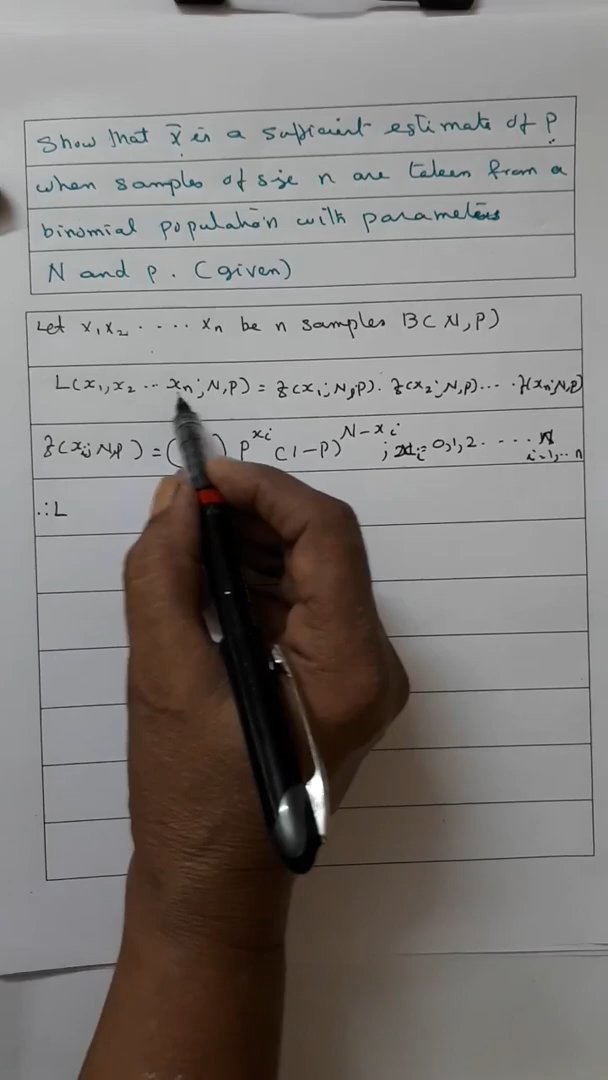 Show that x̄ is a sufficient estimate of P
when samples of size n are taken from a
binomial population with parameters
N and p. (given)
Let x₁, x₂ ..... xₙ be n samples B(N, P)
L(x₁, x₂ ... xₙ; N, P) = f(x₁; N, P). f(x₂; N, P) .... f(xₙ; N, P)
f(xᵢ; N, P) = ( ) P^xᵢ (1-P)^N-xᵢ ; xᵢ = 0, 1, 2 ..... N
i=1,..n
∴ L